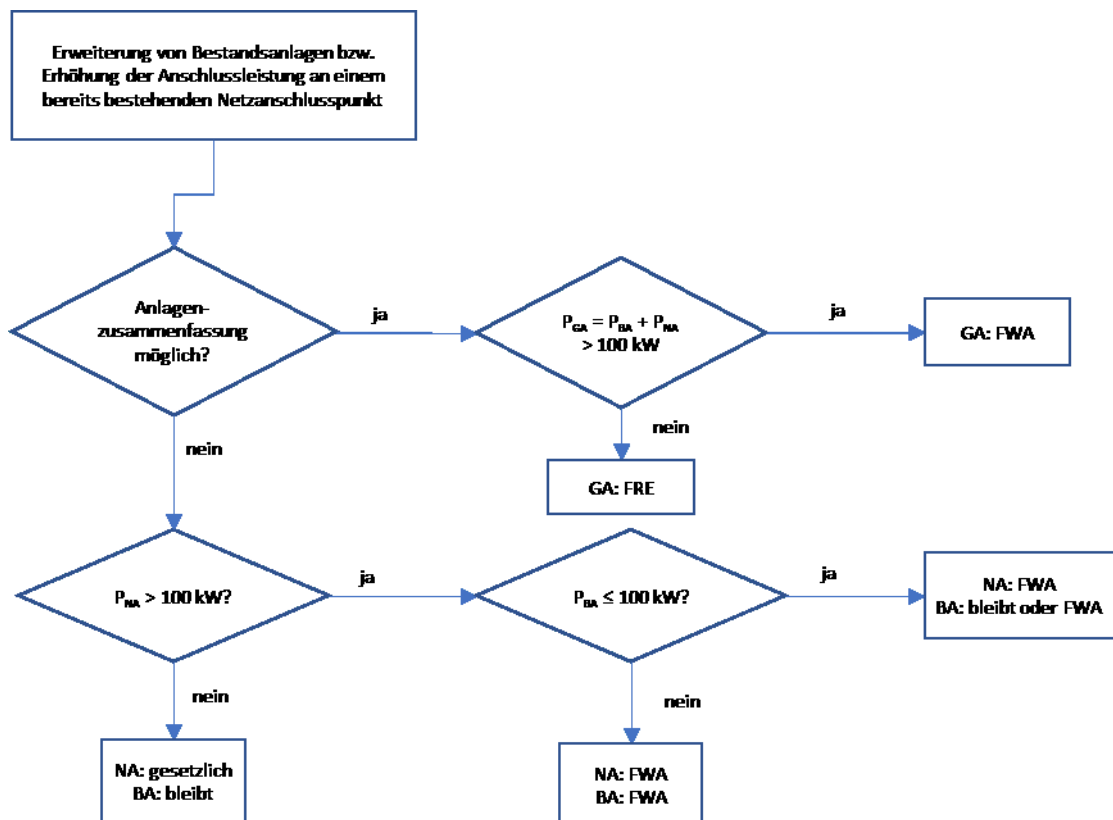 Erweiterung von Bestandsanlagen bzw.
Erhöhung der Anschlussleistung an einem
bereits bestehenden Netzanschlusspunkt
Anlagen-
zusammenfassung
möglich?
ja
P_GA = P_BA + P_NA
> 100 kW
ja
GA: FWA
nein
nein
GA: FRE
P_NA > 100 kW?
ja
P_BA ≤ 100 kW?
ja
NA: FWA
BA: bleibt oder FWA
nein
nein
NA: gesetzlich
BA: bleibt
NA: FWA
BA: FWA